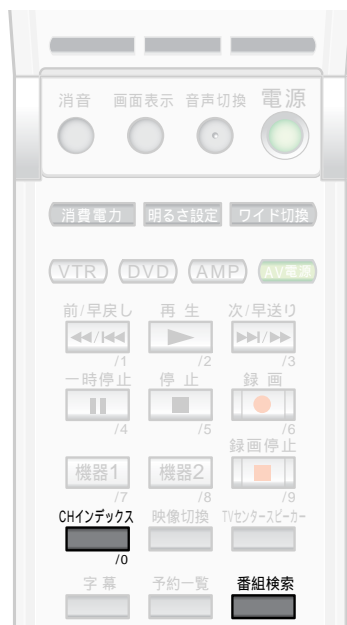 消音 画面表示 音声切換 電源
消費電力 明るさ設定 ワイド切換
VTR DVD AMP AV電源
前/早戻し 再生 次/早送り
/1 /2 /3
一時停止 停止 録画
/4 /5 /6
録画停止
機器1 機器2
/7 /8 /9
CHインデックス 映像切換 TVセンタースピーカー
/0
字幕 予約一覧 番組検索